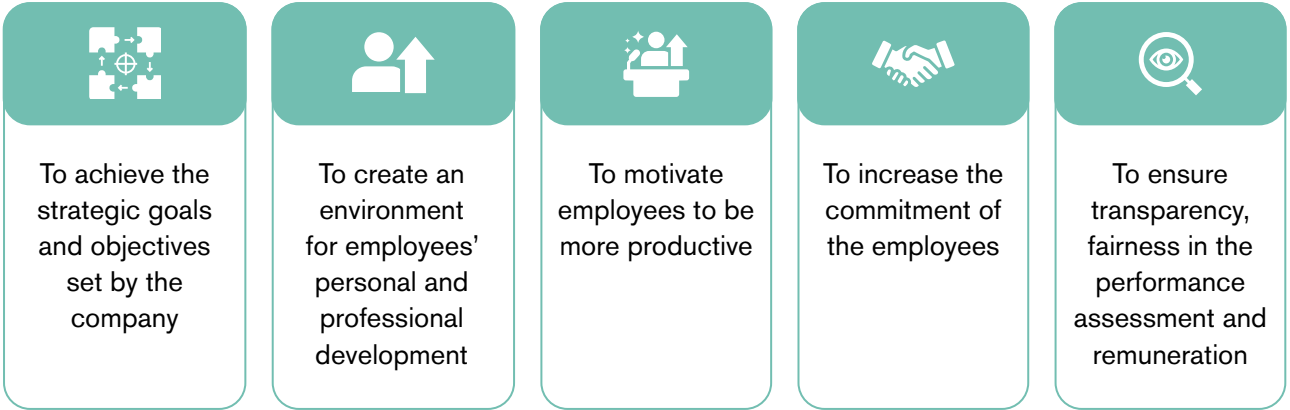 To achieve the
strategic goals
and objectives
set by the
company
To create an
environment
for employees’
personal and
professional
development
To motivate
employees to be
more productive
To increase the
commitment of
the employees
To ensure
transparency,
fairness in the
performance
assessment and
remuneration